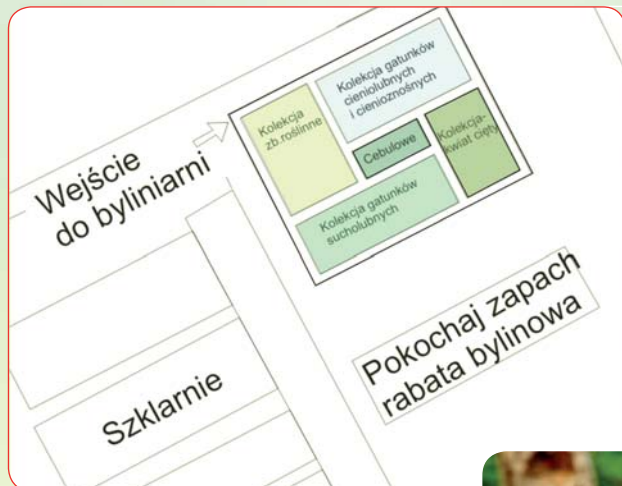 Kolekcja gatunków
cieniolubnych
i cienioznośnych
Kolekcja
zb.roślinne
Cebulowe
Kolekcja-
kwiat cięty
Kolekcja gatunków
sucholubnych
Wejście
do byliniarni
Pokochaj zapach
rabata bylinowa
Szklarnie